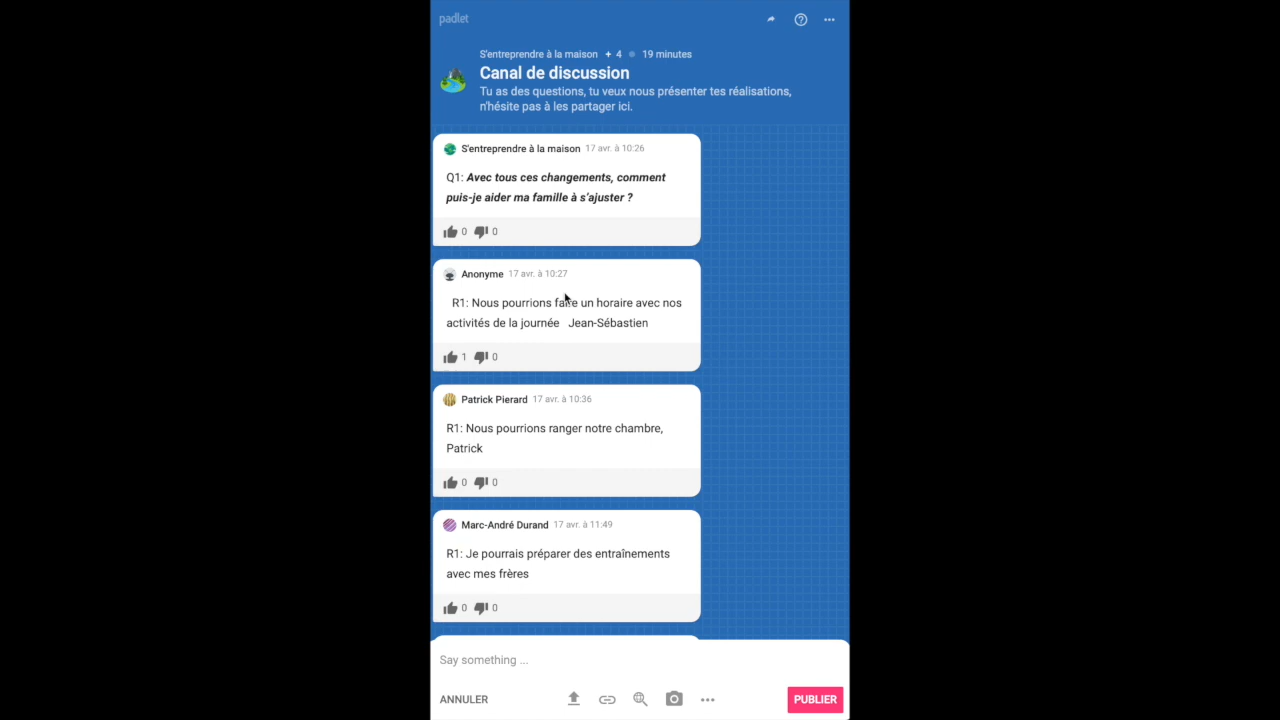 padlet
S'entreprendre à la maison + 4 19 minutes
Canal de discussion
Tu as des questions, tu veux nous présenter tes réalisations,
n'hésite pas à les partager ici.
S'entreprendre à la maison 17 avr. à 10:26
Q1: Avec tous ces changements, comment
puis-je aider ma famille à s'ajuster ?
0 0
Anonyme 17 avr. à 10:27
R1: Nous pourrions faire un horaire avec nos
activités de la journée Jean-Sébastien
1 0
Patrick Pierard 17 avr. à 10:36
R1: Nous pourrions ranger notre chambre,
Patrick
0 0
Marc-André Durand 17 avr. à 11:49
R1: Je pourrais préparer des entraînements
avec mes frères
0 0
Say something ...
ANNULER PUBLIER